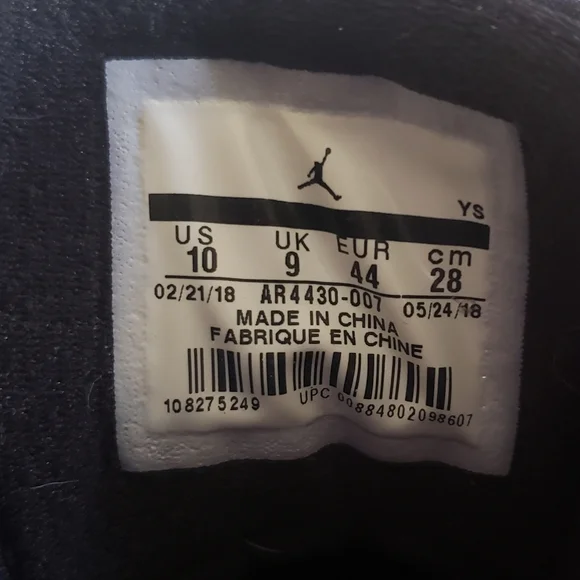 YS
US UK EUR cm
10 9 44 28
02/21/18 AR4430-007 05/24/18
MADE IN CHINA
FABRIQUE EN CHINE
108275249 UPC 00884802098607